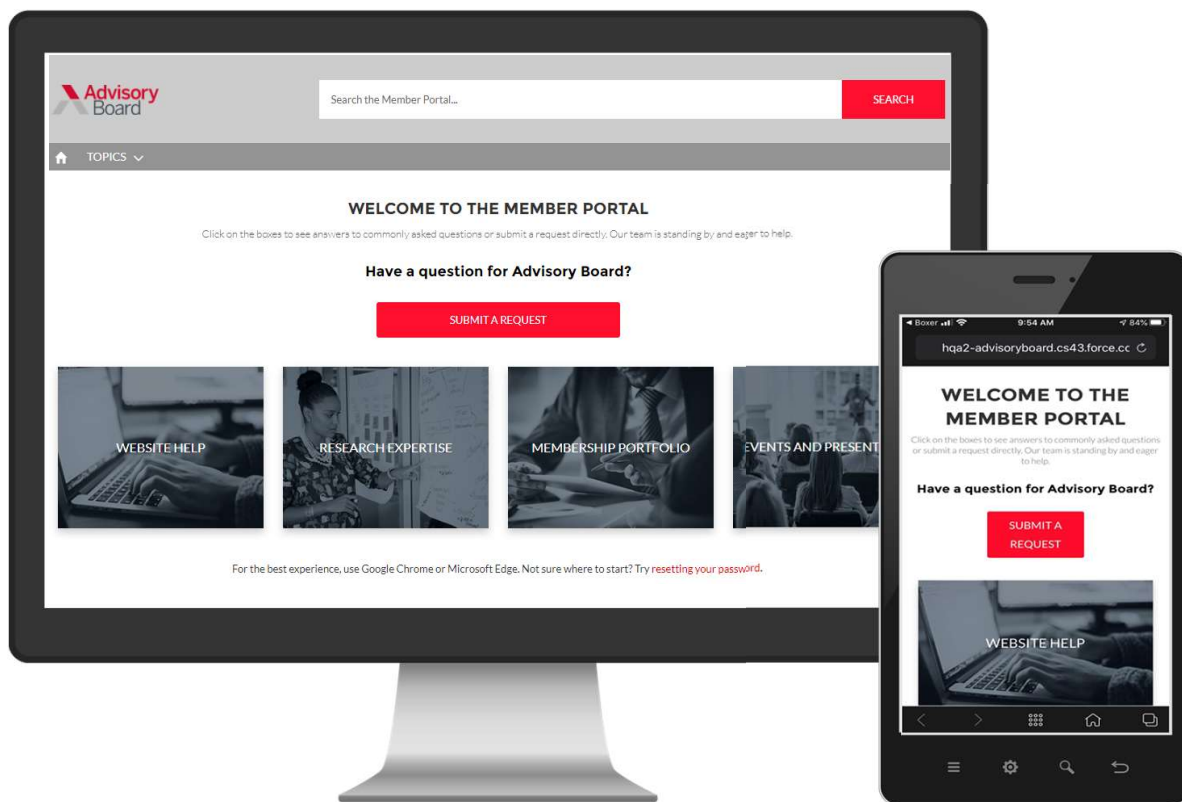 Advisory
Board
Search the Member Portal...
SEARCH
TOPICS
WELCOME TO THE MEMBER PORTAL
Click on the boxes to see answers to commonly asked questions or submit a request directly. Our team is standing by and eager to help.
Have a question for Advisory Board?
SUBMIT A REQUEST
WEBSITE HELP
RESEARCH EXPERTISE
MEMBERSHIP PORTFOLIO
EVENTS AND PRESENT
For the best experience, use Google Chrome or Microsoft Edge. Not sure where to start? Try resetting your password.
Boxer
9:54 AM
84%
hqa2-advisoryboard.cs43.force.cc
WELCOME TO THE
MEMBER PORTAL
Click on the boxes to see answers to commonly asked questions
or submit a request directly. Our team is standing by and eager
to help.
Have a question for Advisory Board?
SUBMIT A
REQUEST
WEBSITE HELP